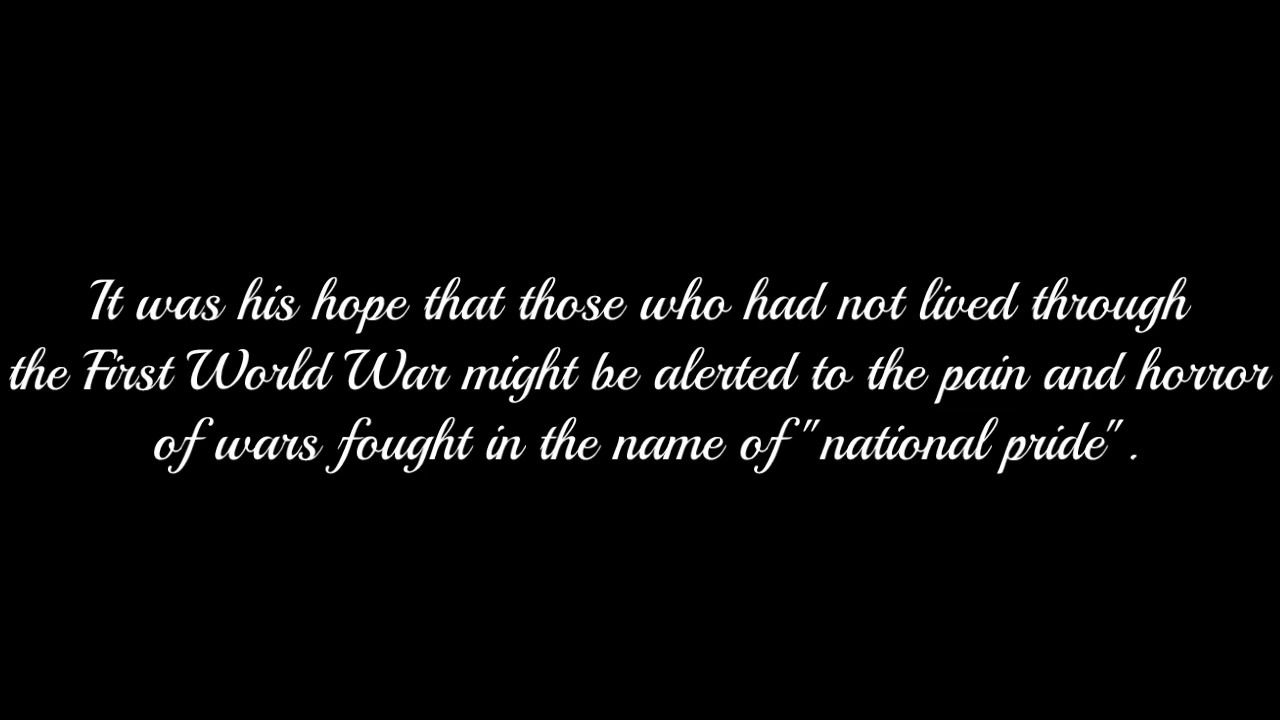 It was his hope that those who had not lived through
the First World War might be alerted to the pain and horror
of wars fought in the name of "national pride".